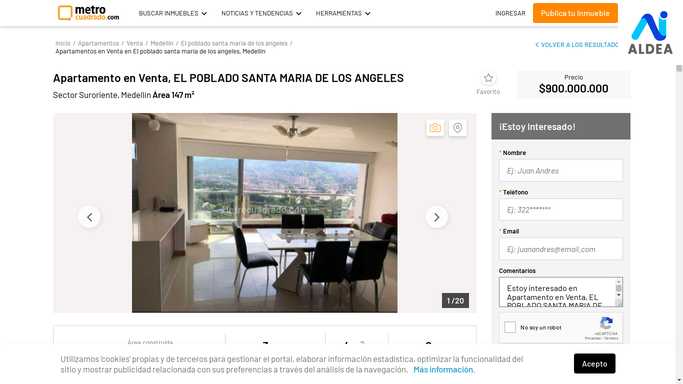 metro
cuadrado.com
BUSCAR INMUEBLES
NOTICIAS Y TENDENCIAS
HERRAMIENTAS
INGRESAR
Publica tu Inmueble
ALDEA
Inicio / Apartamentos / Venta / Medellín / El poblado santa maria de los angeles /
Apartamentos en Venta en El poblado santa maria de los angeles, Medellín
< VOLVER A LOS RESULTADO
Apartamento en Venta, EL POBLADO SANTA MARIA DE LOS ANGELES
Sector Suroriente, Medellín Área 147 m²
Favorito
Precio
$900.000.000
1 / 20
¡Estoy Interesado!
* Nombre
Ej: Juan Andres
* Teléfono
Ej: 322*******
* Email
Ej: juanandres@email.com
Comentarios
Estoy interesado en
Apartamento en Venta, EL
POBLADO SANTA MARIA DE
No soy un robot
reCAPTCHA
Privacidad - Términos
Área construida
Utilizamos 'cookies' propias y de terceros para gestionar el portal, elaborar información estadística, optimizar la funcionalidad del
sitio y mostrar publicidad relacionada con sus preferencias a través del análisis de la navegación. Más información.
Acepto